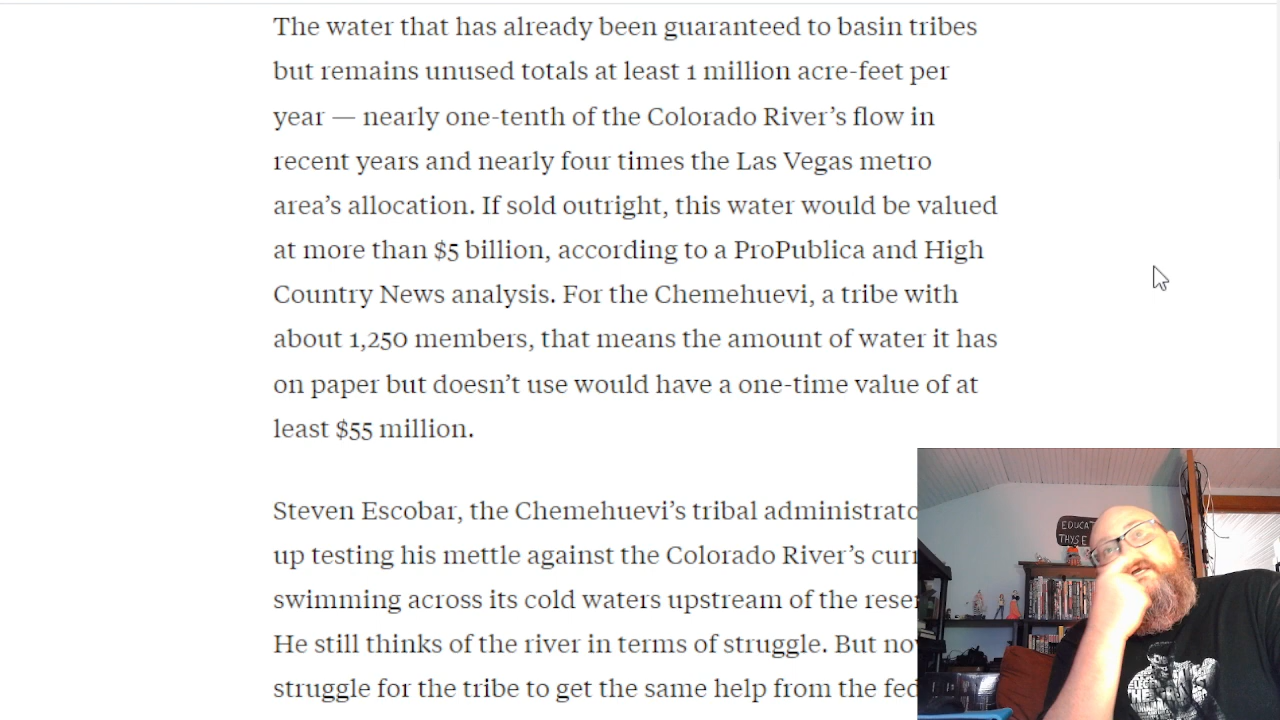 The water that has already been guaranteed to basin tribes
but remains unused totals at least 1 million acre-feet per
year — nearly one-tenth of the Colorado River’s flow in
recent years and nearly four times the Las Vegas metro
area’s allocation. If sold outright, this water would be valued
at more than $5 billion, according to a ProPublica and High
Country News analysis. For the Chemehuevi, a tribe with
about 1,250 members, that means the amount of water it has
on paper but doesn’t use would have a one-time value of at
least $55 million.
Steven Escobar, the Chemehuevi’s tribal
up testing his mettle against the Colorado River’s
swimming across its cold waters upstream of the
He still thinks of the river in terms of struggle. But
struggle for the tribe to get the same help from the